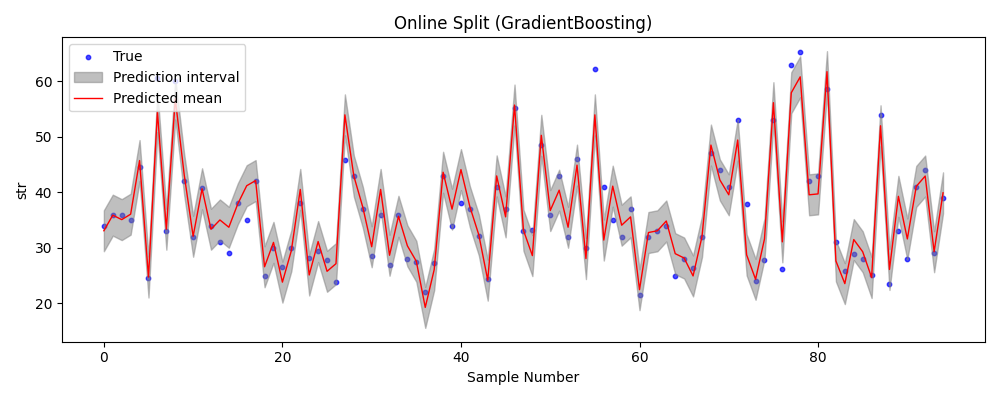 Online Split (GradientBoosting)
True
Prediction interval
Predicted mean
60
50
40
30
20
str
0
20
40
60
80
Sample Number